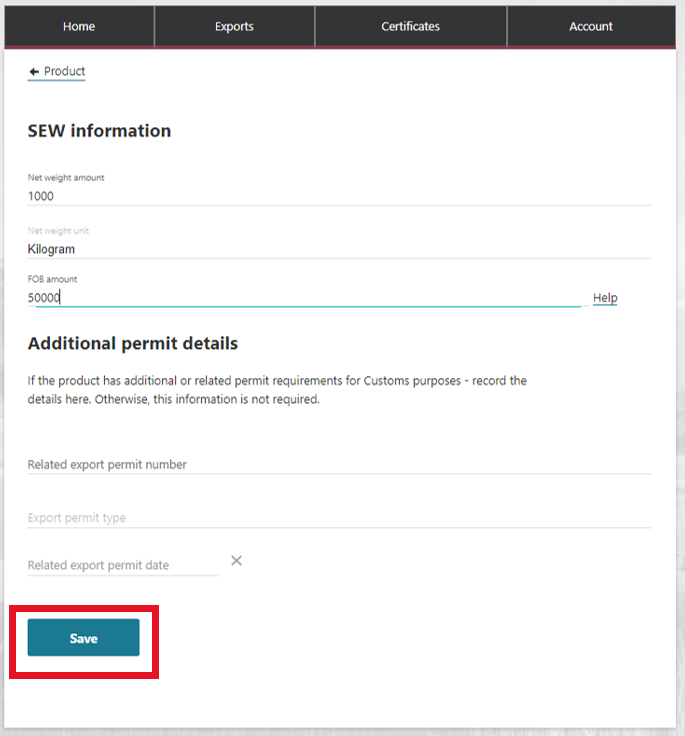 Home Exports Certificates Account
Product
SEW information
Net weight amount
1000
Net weight unit
Kilogram
FOB amount
50000
Help
Additional permit details
If the product has additional or related permit requirements for Customs purposes - record the
details here. Otherwise, this information is not required.
Related export permit number
Export permit type
Related export permit date
Save